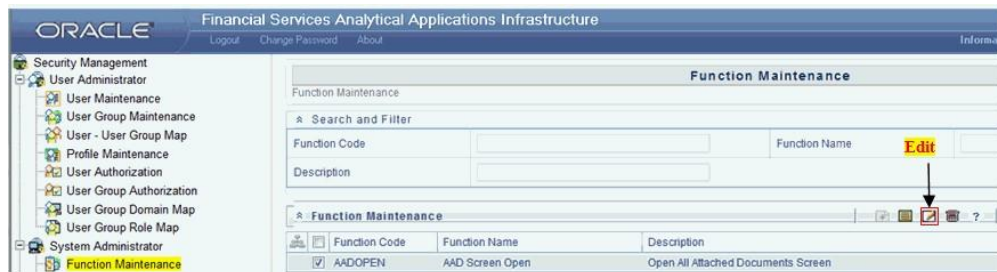 ORACLE
Financial Services Analytical Applications Infrastructure
Logout Change Password About
Security Management
User Administrator
User Maintenance
User Group Maintenance
User - User Group Map
Profile Maintenance
User Authorization
User Group Authorization
User Group Domain Map
User Group Role Map
System Administrator
Function Maintenance
Function Maintenance
Function Maintenance
Search and Filter
Function Code
Function Name
Edit
Description
Function Maintenance
?
Function Code Function Name Description
AADOPEN AAD Screen Open Open All Attached Documents Screen